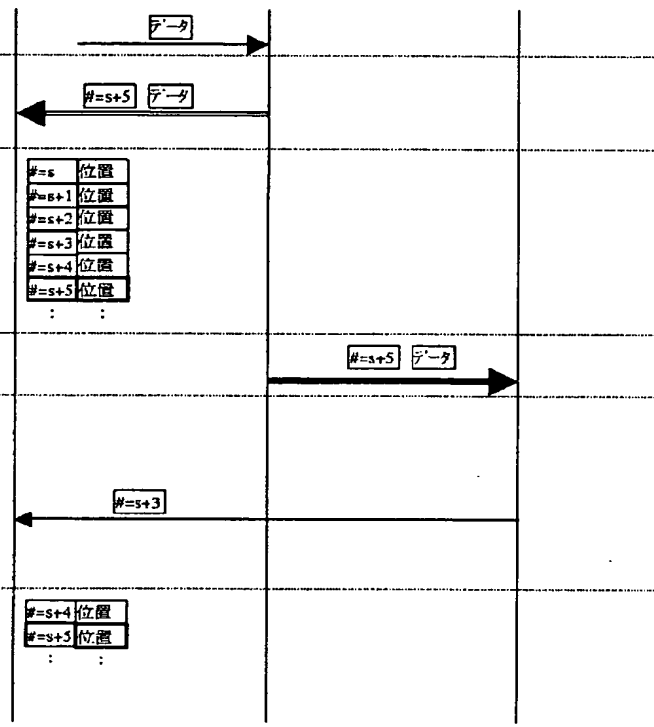 データ
#=s+5 データ
#=s 位置
#=s+1 位置
#=s+2 位置
#=s+3 位置
#=s+4 位置
#=s+5 位置
: :
#=s+5 データ
#=s+3
#=s+4 位置
#=s+5 位置
: :